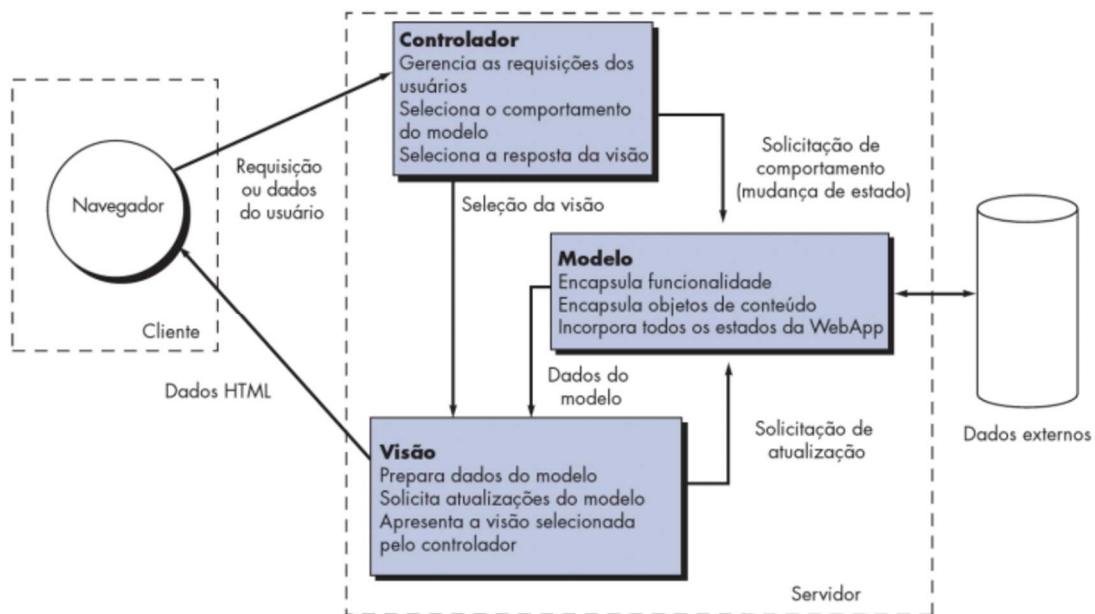 Controlador
Gerencia as requisições dos
usuários
Seleciona o comportamento
do modelo
Seleciona a resposta da visão
Navegador
Requisição
ou dados
do usuário
Cliente
Seleção da visão
Solicitação de
comportamento
(mudança de estado)
Modelo
Encapsula funcionalidade
Encapsula objetos de conteúdo
Incorpora todos os estados da WebApp
Dados HTML
Dados do
modelo
Solicitação de
atualização
Dados externos
Visão
Prepara dados do modelo
Solicita atualizações do modelo
Apresenta a visão selecionada
pelo controlador
Servidor